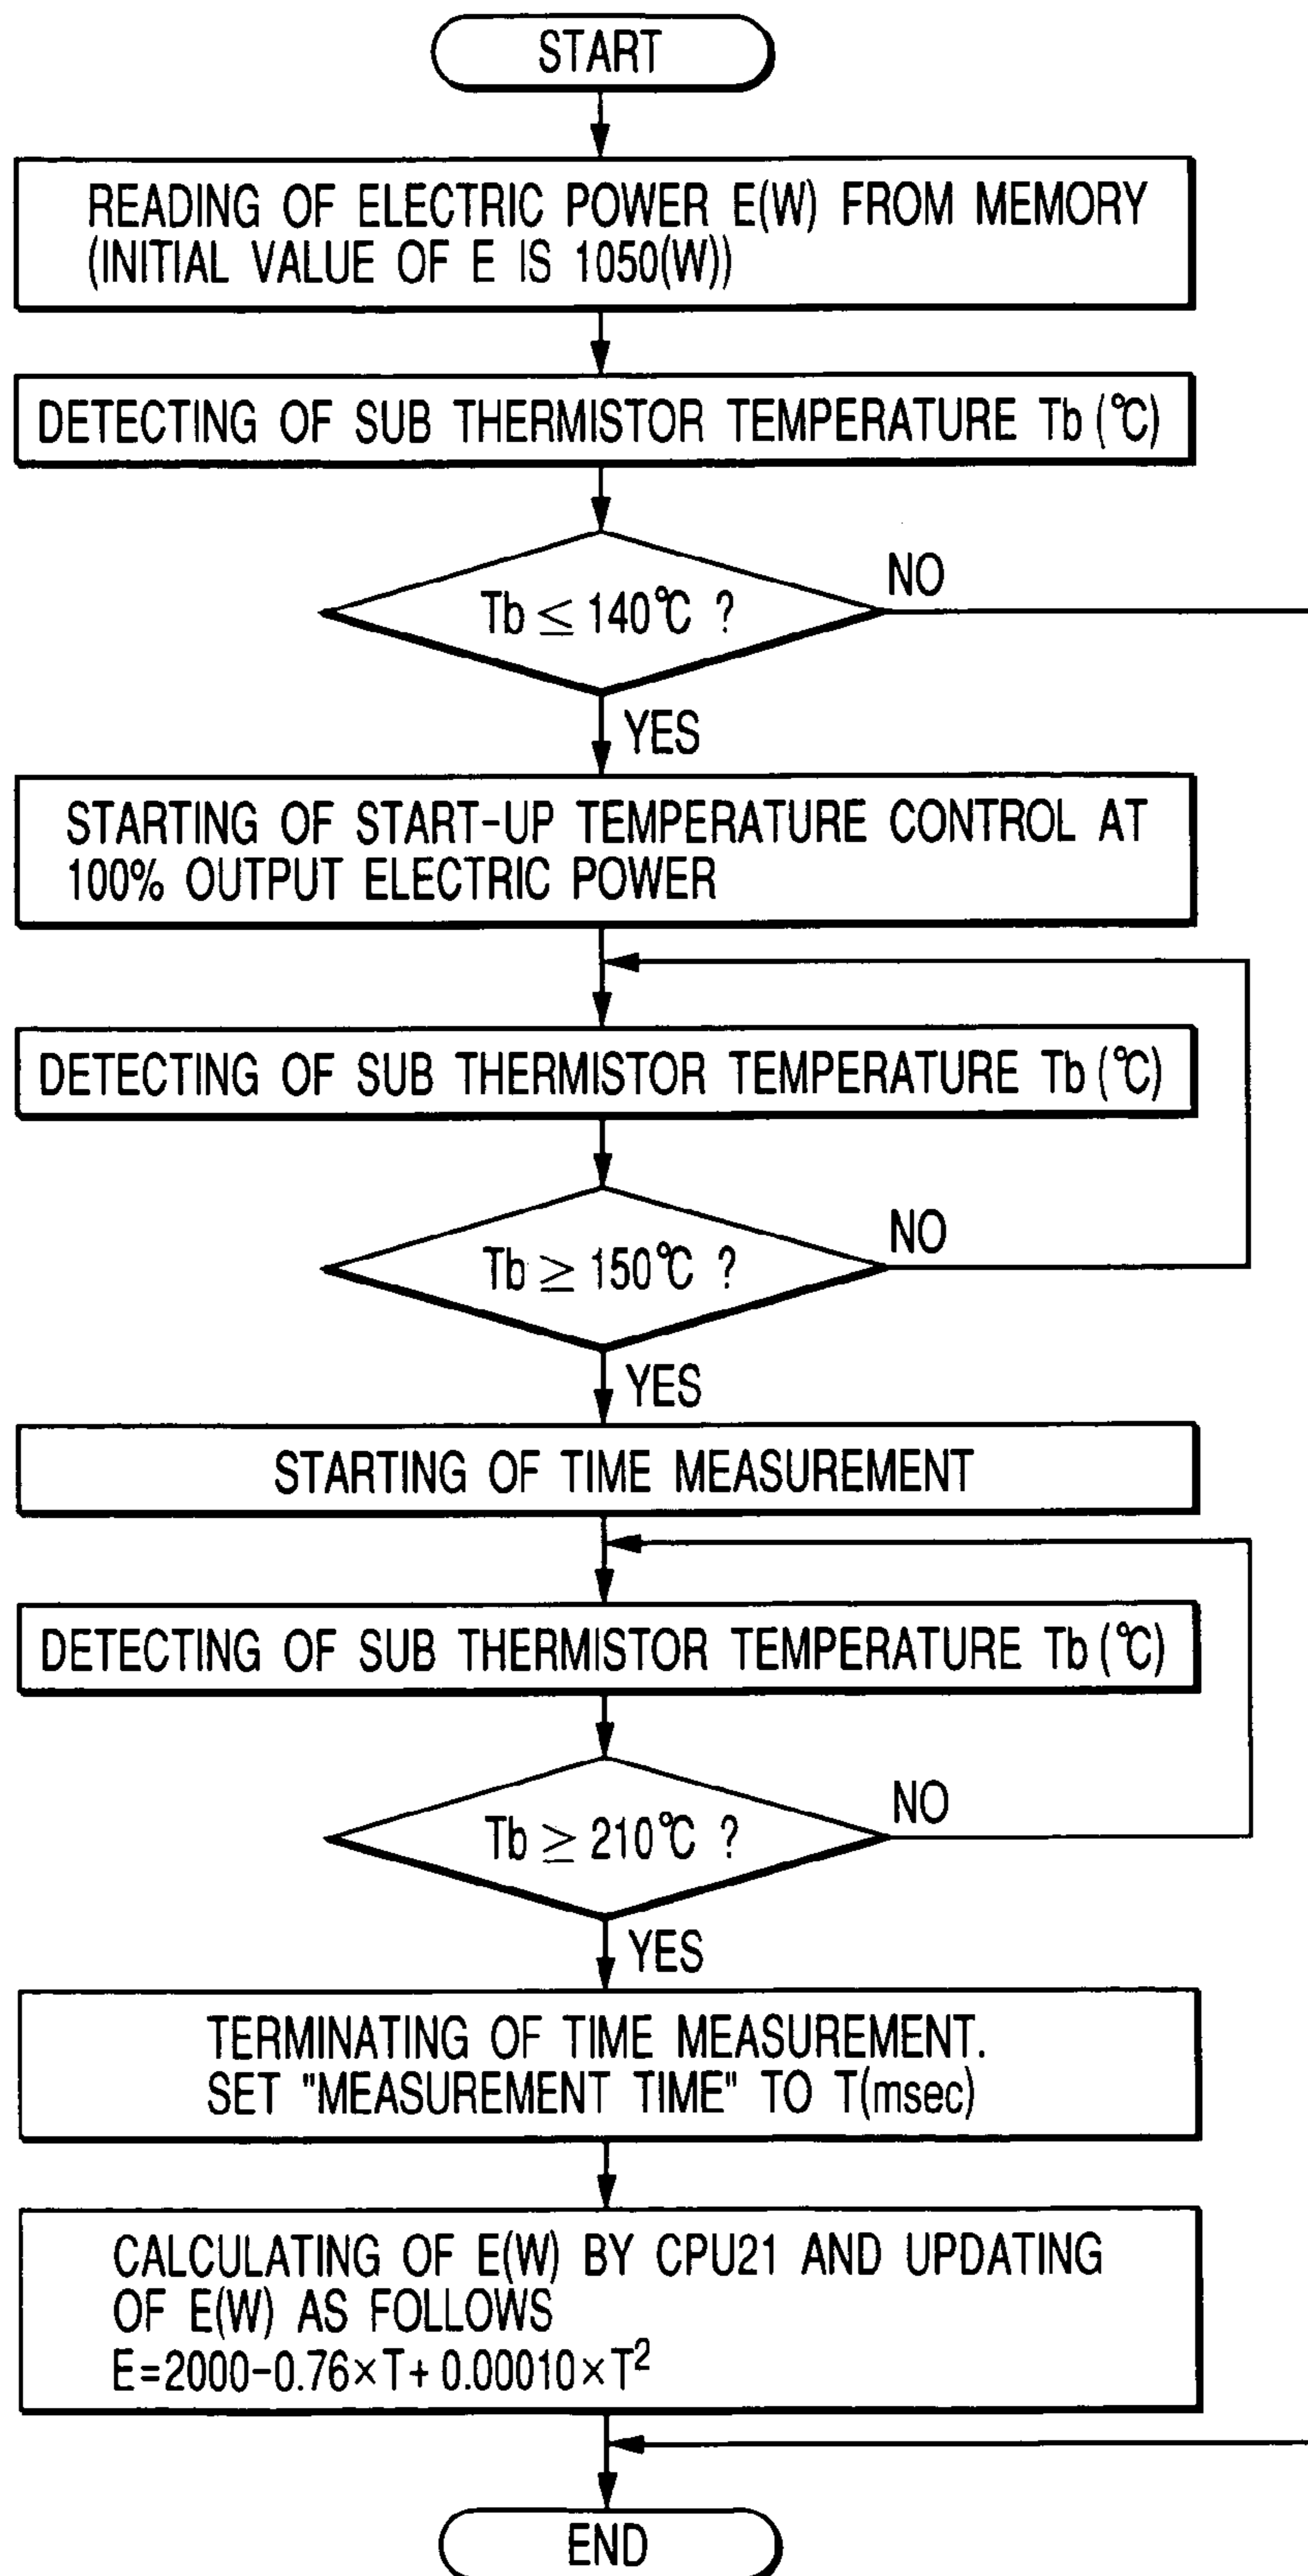 START
READING OF ELECTRIC POWER E(W) FROM MEMORY
(INITIAL VALUE OF E IS 1050(W))
DETECTING OF SUB THERMISTOR TEMPERATURE Tb (℃)
Tb ≤ 140℃ ?
NO
YES
STARTING OF START-UP TEMPERATURE CONTROL AT
100% OUTPUT ELECTRIC POWER
DETECTING OF SUB THERMISTOR TEMPERATURE Tb (℃)
Tb ≥ 150℃ ?
NO
YES
STARTING OF TIME MEASUREMENT
DETECTING OF SUB THERMISTOR TEMPERATURE Tb (℃)
Tb ≥ 210℃ ?
NO
YES
TERMINATING OF TIME MEASUREMENT.
SET "MEASUREMENT TIME" TO T(msec)
CALCULATING OF E(W) BY CPU21 AND UPDATING
OF E(W) AS FOLLOWS
E=2000-0.76×T+ 0.00010×T²
END